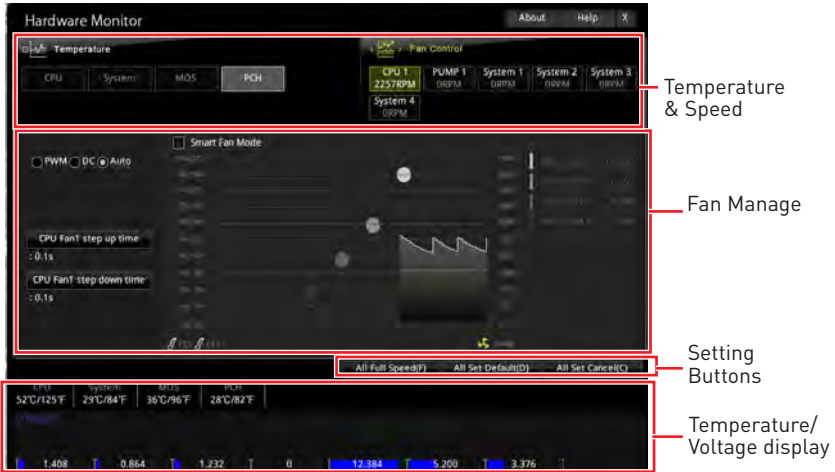 Hardware Monitor
About Help X
Temperature
Fan Control
CPU System MOS PCH
CPU 1 PUMP 1 System 1 System 2 System 3
2257RPM 0RPM 0RPM 0RPM 0RPM
System 4
0RPM
Temperature
& Speed
Smart Fan Mode
PWM DC Auto
Fan Manage
CPU Fan1 step up time
: 0.1s
CPU Fan1 step down time
: 0.1s
All Full Speed(F) All Set Default(D) All Set Cancel(C)
Setting
Buttons
CPU System MOS PCH
52°C/125°F 29°C/84°F 36°C/96°F 28°C/82°F
Temperature/
Voltage display
1.408 0.864 1.232 0 12.384 5.200 3.376